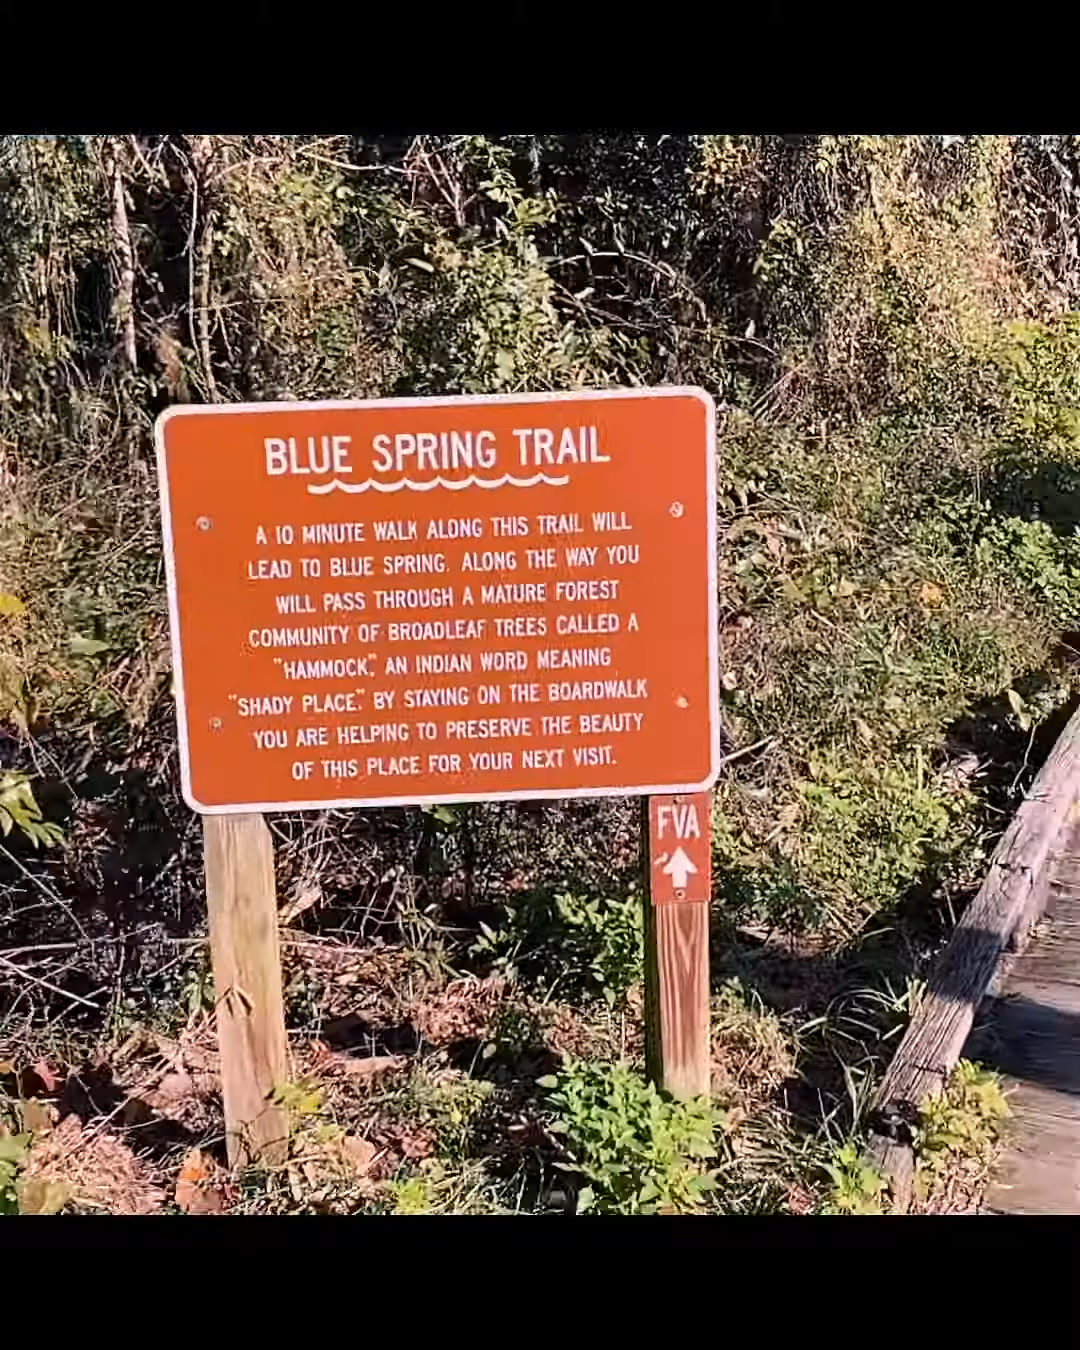 BLUE SPRING TRAIL
A 10 MINUTE WALK ALONG THIS TRAIL WILL
LEAD TO BLUE SPRING. ALONG THE WAY YOU
WILL PASS THROUGH A MATURE FOREST
COMMUNITY OF BROADLEAF TREES CALLED A
"HAMMOCK", AN INDIAN WORD MEANING
"SHADY PLACE". BY STAYING ON THE BOARDWALK
YOU ARE HELPING TO PRESERVE THE BEAUTY
OF THIS PLACE FOR YOUR NEXT VISIT.
FVA